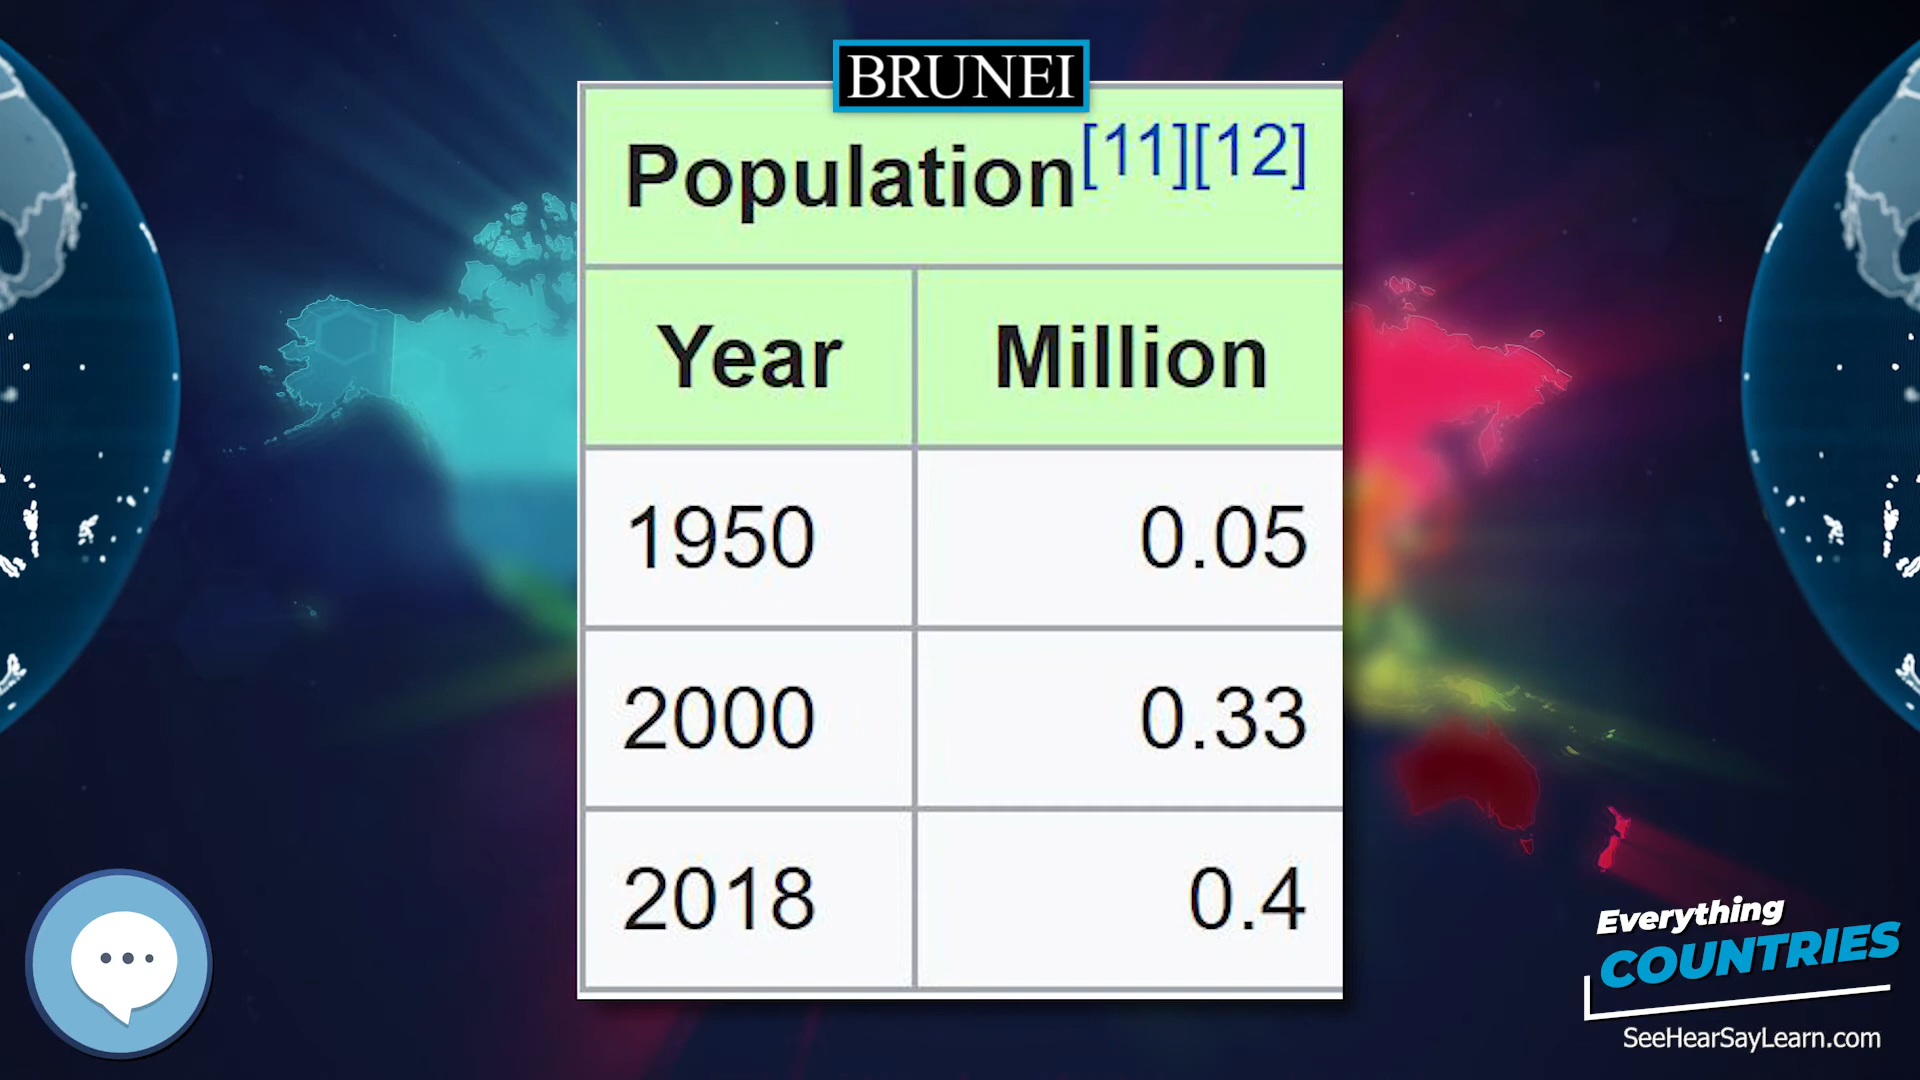 BRUNEI
Population[11][12]
Year Million
1950 0.05
2000 0.33
2018 0.4
Everything
COUNTRIES
SeeHearSayLearn.com